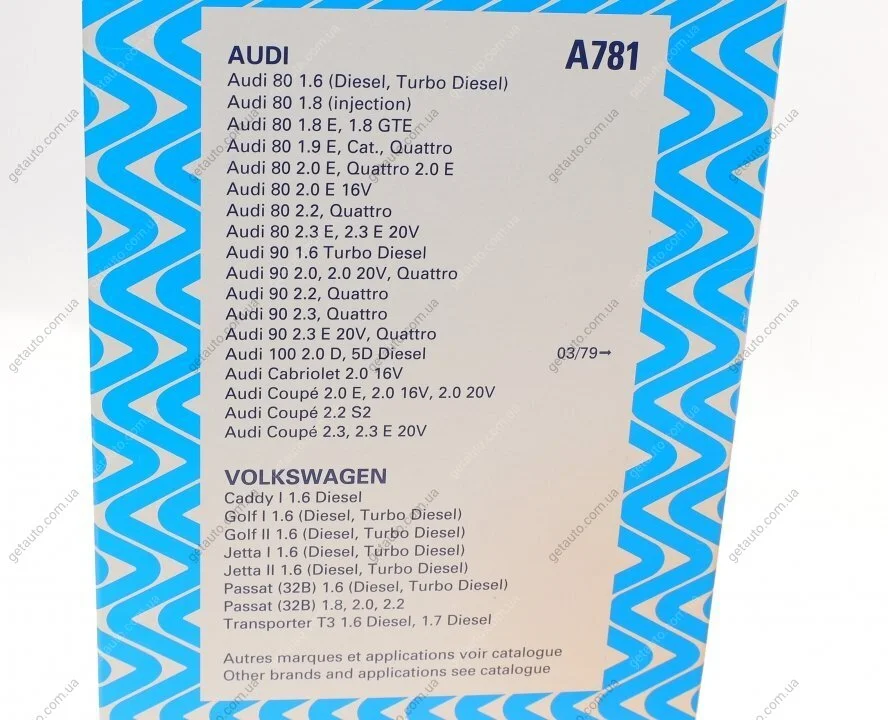 AUDI A781
Audi 80 1.6 (Diesel, Turbo Diesel)
Audi 80 1.8 (injection)
Audi 80 1.8 E, 1.8 GTE
Audi 80 1.9 E, Cat., Quattro
Audi 80 2.0 E, Quattro 2.0 E
Audi 80 2.0 E 16V
Audi 80 2.2, Quattro
Audi 80 2.3 E, 2.3 E 20V
Audi 90 1.6 Turbo Diesel
Audi 90 2.0, 2.0 20V, Quattro
Audi 90 2.2, Quattro
Audi 90 2.3, Quattro
Audi 90 2.3 E 20V, Quattro
Audi 100 2.0 D, 5D Diesel 03/79→
Audi Cabriolet 2.0 16V
Audi Coupé 2.0 E, 2.0 16V, 2.0 20V
Audi Coupé 2.2 S2
Audi Coupé 2.3, 2.3 E 20V
VOLKSWAGEN
Caddy I 1.6 Diesel
Golf I 1.6 (Diesel, Turbo Diesel)
Golf II 1.6 (Diesel, Turbo Diesel)
Jetta I 1.6 (Diesel, Turbo Diesel)
Jetta II 1.6 (Diesel, Turbo Diesel)
Passat (32B) 1.6 (Diesel, Turbo Diesel)
Passat (32B) 1.8, 2.0, 2.2
Transporter T3 1.6 Diesel, 1.7 Diesel
Autres marques et applications voir catalogue
Other brands and applications see catalogue
getauto.com.ua